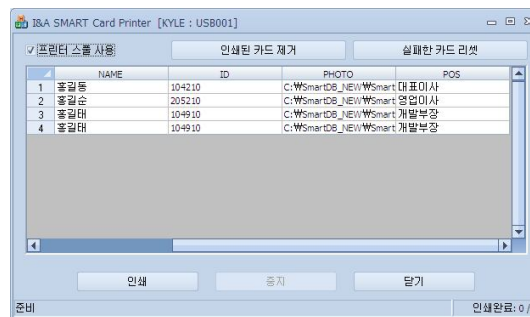 I&A SMART Card Printer [KYLE : USB001]
프린터 스풀 사용 인쇄된 카드 제거 실패한 카드 리셋
NAME ID PHOTO POS
1 홍길동 104210 C:₩SmartDB_NEW₩Smart 대표이사
2 홍길순 205210 C:₩SmartDB_NEW₩Smart 영업이사
3 홍길태 104910 C:₩SmartDB_NEW₩Smart 개발부장
4 홍길태 104910 C:₩SmartDB_NEW₩Smart 개발부장
인쇄 중지 닫기
준비 인쇄완료: 0 /